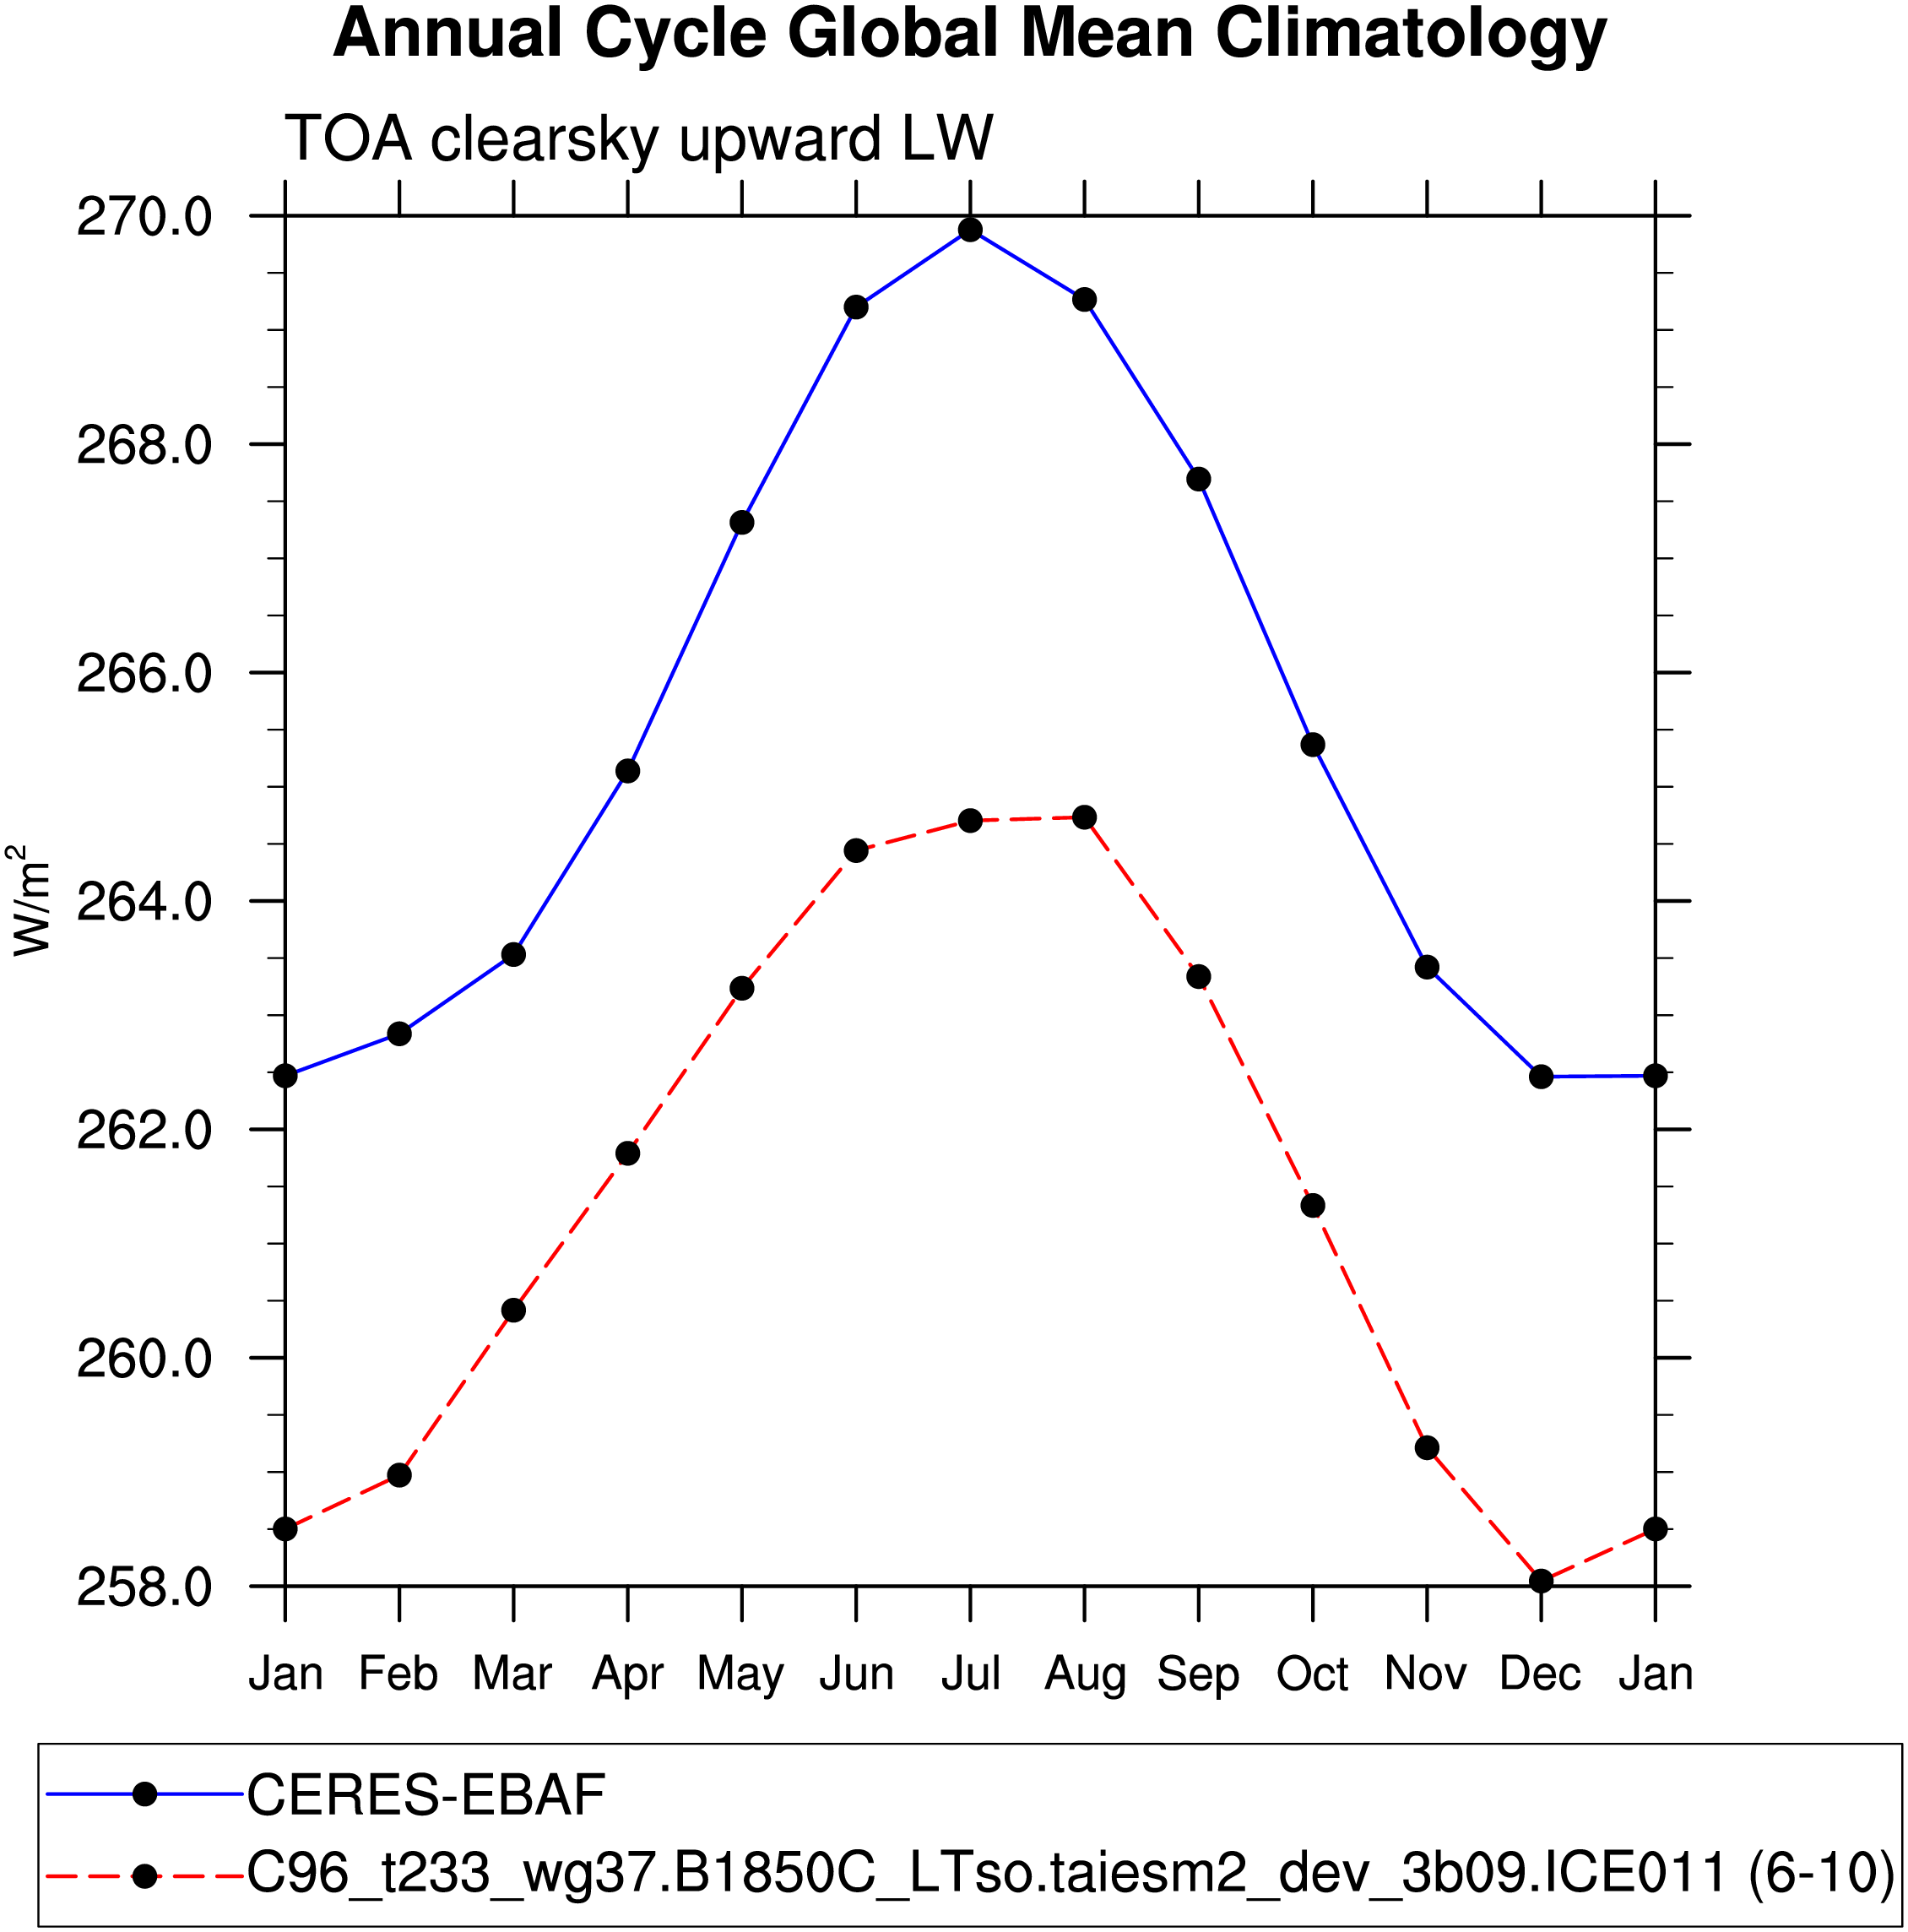 Annual Cycle Global Mean Climatology
TOA clearsky upward LW
270.0
268.0
266.0
264.0
262.0
260.0
258.0
W/m²
Jan Feb Mar Apr May Jun Jul Aug Sep Oct Nov Dec Jan
CERES-EBAF
C96_t233_wg37.B1850C_LTso.taiesm2_dev_3b09.ICE011 (6-10)